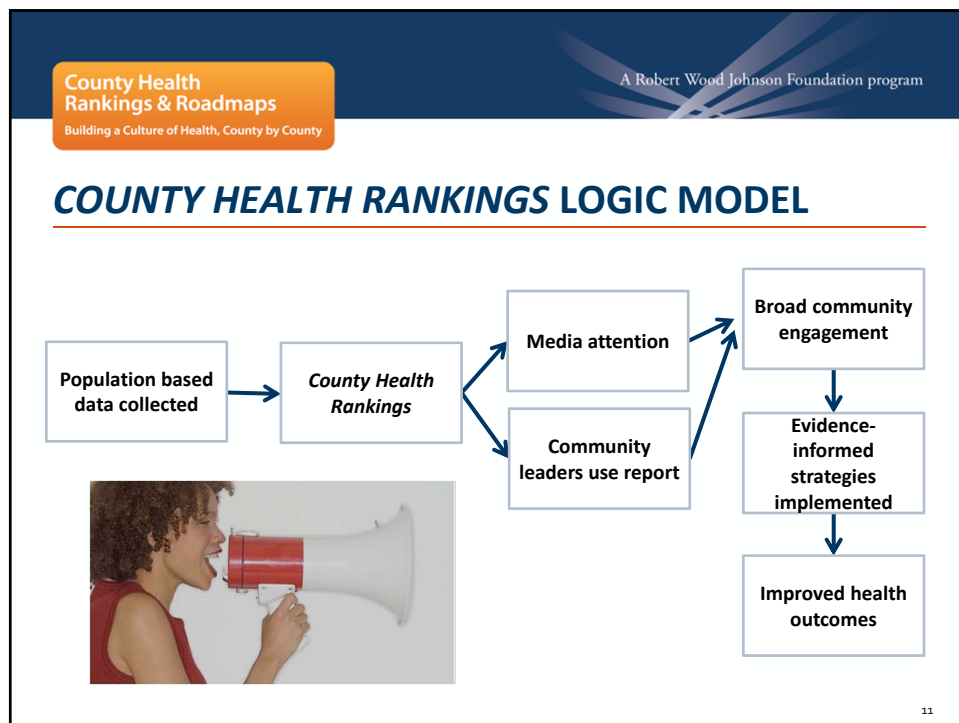 County Health
Rankings & Roadmaps
Building a Culture of Health, County by County
A Robert Wood Johnson Foundation program
COUNTY HEALTH RANKINGS LOGIC MODEL
Population based
data collected
County Health
Rankings
Media attention
Community
leaders use report
Broad community
engagement
Evidence-
informed
strategies
implemented
Improved health
outcomes
11